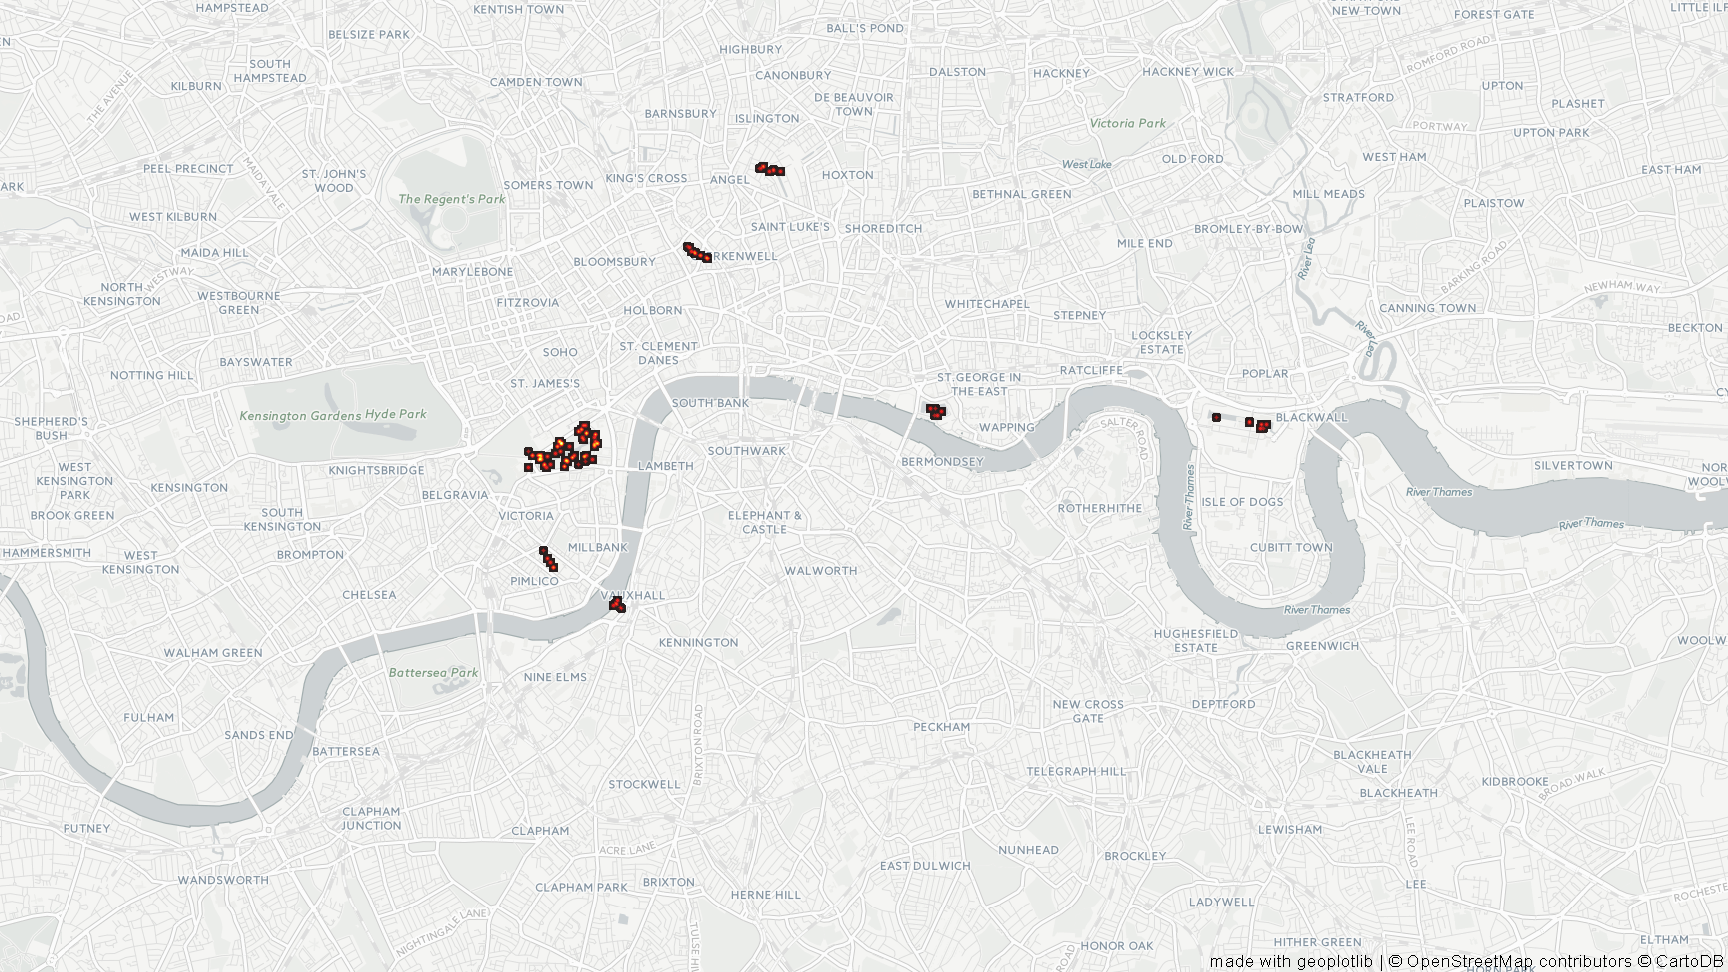 HAMPSTEAD
KENTISH TOWN
NEW TOWN
FOREST GATE
BELSIZE PARK
BALL'S POND
HIGHBURY
SOUTH
HAMPSTEAD
THE AVENUE
KILBURN
CAMDEN TOWN
CANONBURY
DALSTON
HACKNEY
HACKNEY WICK
ROMFORD ROAD
UPTON
DE BEAUVOIR
TOWN
STRATFORD
PLASHET
BARNSBURY
ISLINGTON
Victoria Park
PORTWAY
UPTON PARK
PEEL PRECINCT
MAIDA VALE
ST. JOHN'S
WOOD
SOMERS TOWN
KING'S CROSS
ANGEL
HOXTON
West Lake
OLD FORD
WEST HAM
EAST HAM
The Regent's Park
BETHNAL GREEN
MILL MEADS
PLAISTOW
WEST KILBURN
SAINT LUKE'S
SHOREDITCH
BROMLEY-BY-BOW
MAIDA HILL
MILE END
River Lea
BARKING ROAD
WESTWAY
MARYLEBONE
BLOOMSBURY
RKENWELL
NORTH
KENSINGTON
WESTBOURNE
GREEN
FITZROVIA
HOLBORN
WHITECHAPEL
STEPNEY
CANNING TOWN
NEWHAM WAY
BECKTON
SOHO
ST. CLEMENT
DANES
LOCKSLEY
ESTATE
River Lea
BAYSWATER
NOTTING HILL
ST. JAMES'S
ST.GEORGE IN
THE EAST
RATCLIFFE
POPLAR
SHEPHERD'S
BUSH
Kensington Gardens
Hyde Park
SOUTH BANK
WAPPING
SALTER ROAD
BLACKWALL
KNIGHTSBRIDGE
LAMBETH
SOUTHWARK
BERMONDSEY
SILVERTOWN
WEST
KENSINGTON
PARK
KENSINGTON
BELGRAVIA
River Thames
River Thames
BROOK GREEN
SOUTH
KENSINGTON
VICTORIA
ELEPHANT &
CASTLE
ROTHERHITHE
ISLE OF DOGS
River Thames
HAMMERSMITH
WEST
KENSINGTON
BROMPTON
MILLBANK
CUBITT TOWN
PIMLICO
WALWORTH
CHELSEA
VAUXHALL
River Thames
KENNINGTON
HUGHESFIELD
ESTATE
GREENWICH
WALHAM GREEN
Battersea Park
NINE ELMS
FULHAM
SANDS END
BATTERSEA
BRIXTON ROAD
PECKHAM
NEW CROSS
GATE
DEPTFORD
BLACKHEATH
VALE
STOCKWELL
TELEGRAPH HILL
BLACKHEATH
KIDBROOKE
BROAD WALK
CLAPHAM
JUNCTION
CLAPHAM
ACRE LANE
LEWISHAM
LEE ROAD
NUNHEAD
BROCKLEY
EAST DULWICH
WANDSWORTH
CLAPHAM PARK
BRIXTON
HERNE HILL
LEE
LADYWELL
NIGHTINGALE LANE
HONOR OAK
HITHER GREEN
ELTHAM
made with geoplotlib | © OpenStreetMap contributors © CartoDB